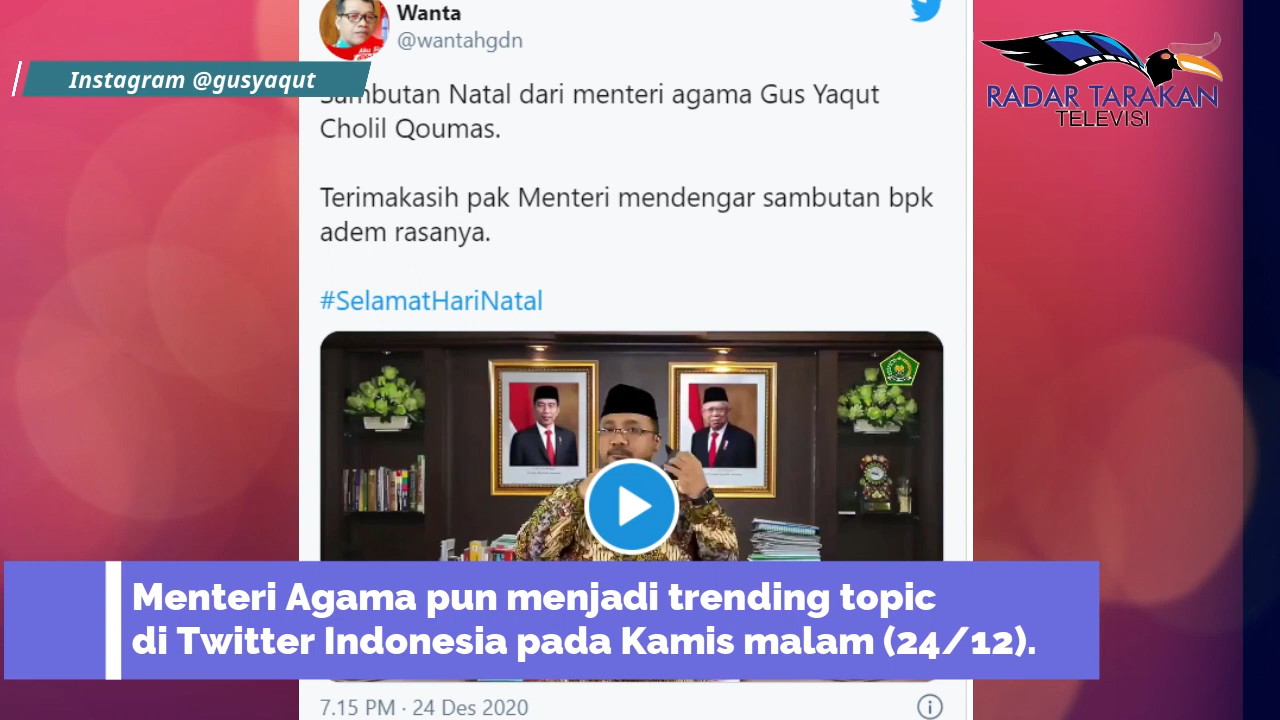 Wanta
@wantahgdn
Instagram @gusyaqut
Sambutan Natal dari menteri agama Gus Yaqut
Cholil Qoumas.
Terimakasih pak Menteri mendengar sambutan bpk
adem rasanya.
#SelamatHariNatal
RADAR TARAKAN
TELEVISI
Menteri Agama pun menjadi trending topic
di Twitter Indonesia pada Kamis malam (24/12).
7.15 PM · 24 Des 2020